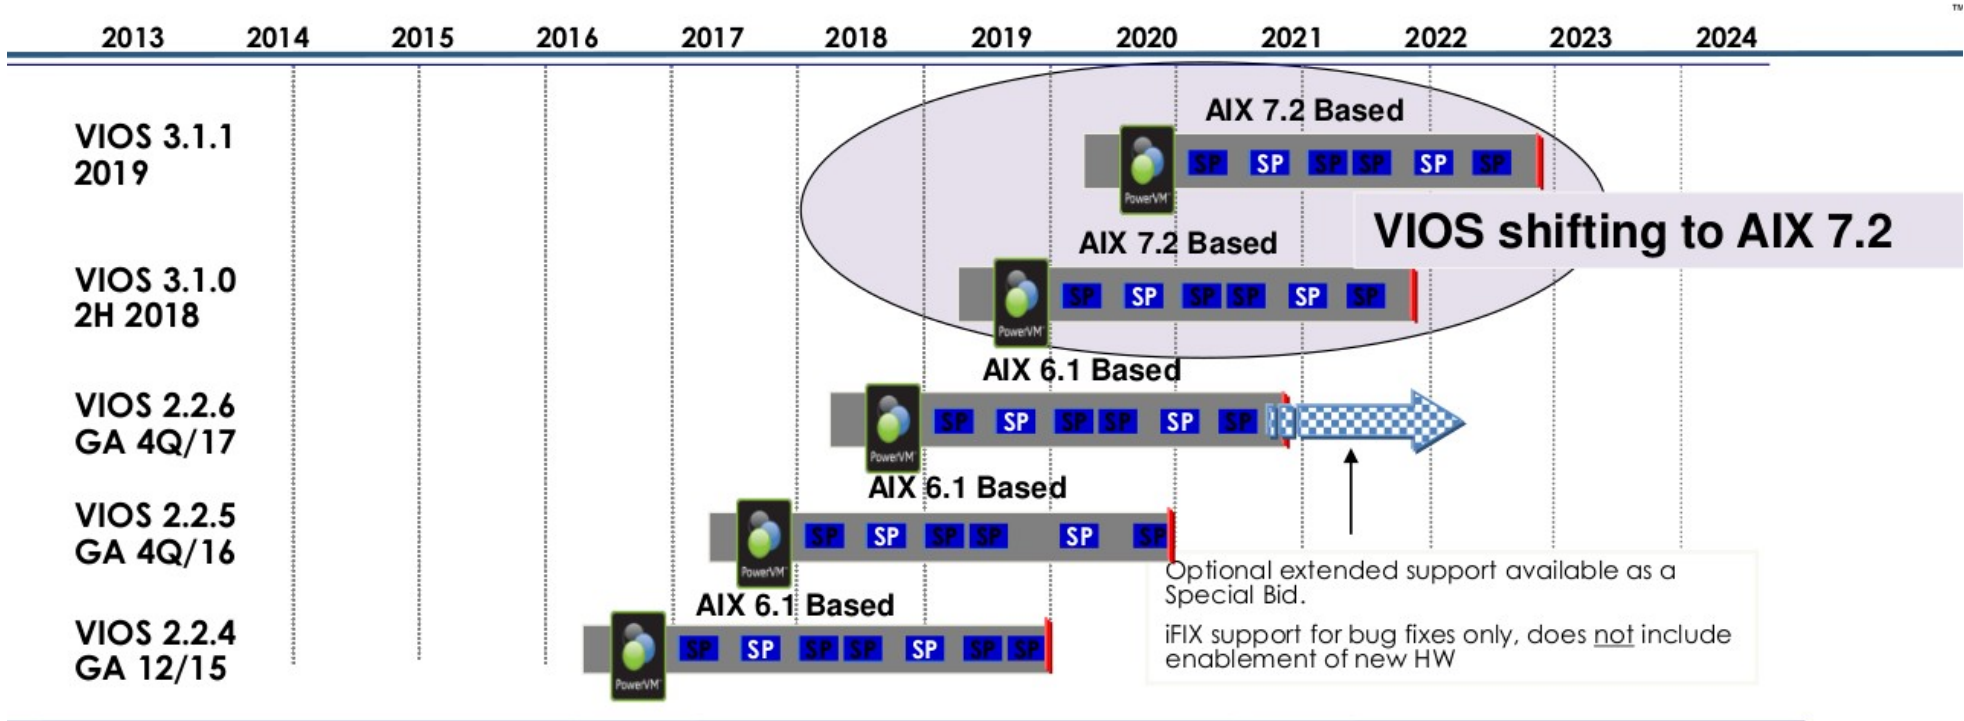 TM
2013 2014 2015 2016 2017 2018 2019 2020 2021 2022 2023 2024
AIX 7.2 Based
VIOS 3.1.1
2019
SP SP SP SP SP SP
PowerVM
VIOS shifting to AIX 7.2
AIX 7.2 Based
VIOS 3.1.0
2H 2018
SP SP SP SP SP SP
PowerVM
AIX 6.1 Based
VIOS 2.2.6
GA 4Q/17
SP SP SP SP SP SP
PowerVM
AIX 6.1 Based
VIOS 2.2.5
GA 4Q/16
SP SP SP SP SP SP
PowerVM
Optional extended support available as a
Special Bid.
iFIX support for bug fixes only, does not include
enablement of new HW
AIX 6.1 Based
VIOS 2.2.4
GA 12/15
SP SP SP SP SP SP SP
PowerVM